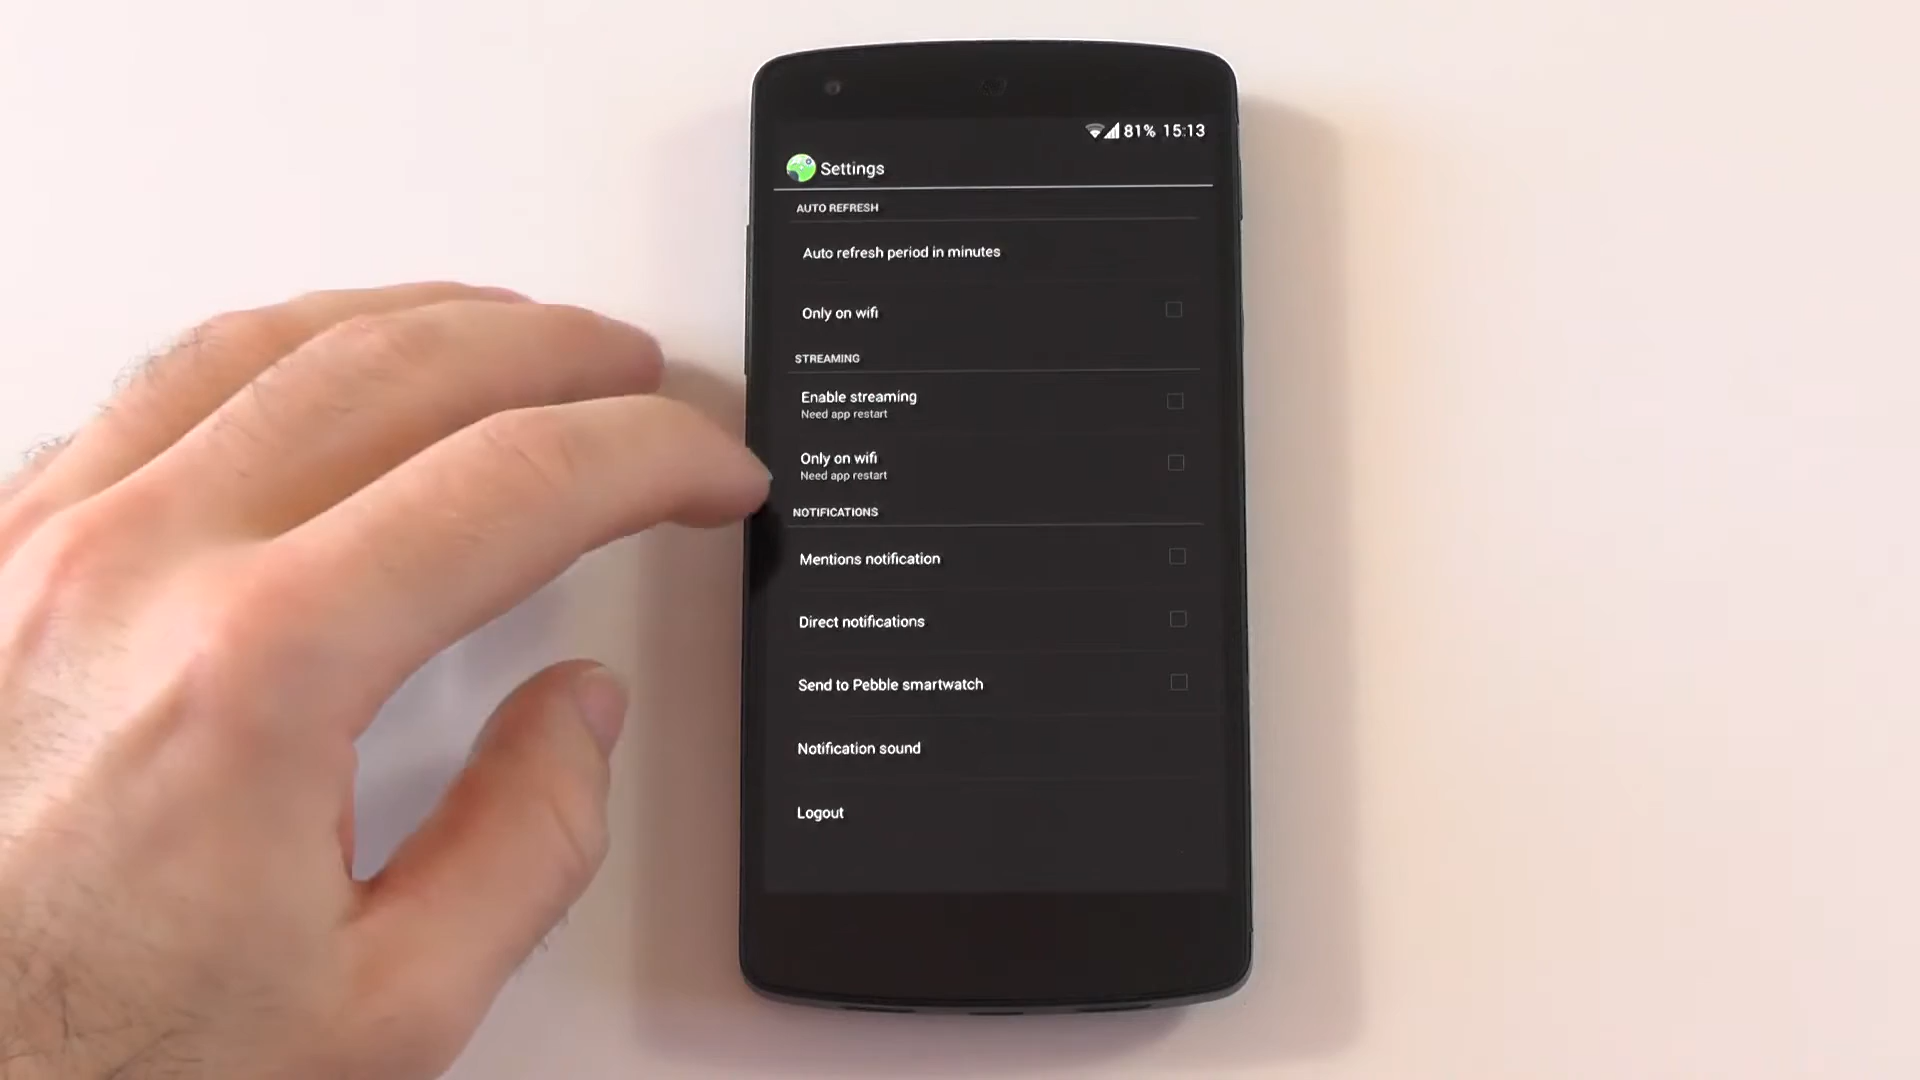 81% 15:13
Settings
AUTO REFRESH
Auto refresh period in minutes
Only on wifi
STREAMING
Enable streaming
Need app restart
Only on wifi
Need app restart
NOTIFICATIONS
Mentions notification
Direct notifications
Send to Pebble smartwatch
Notification sound
Logout